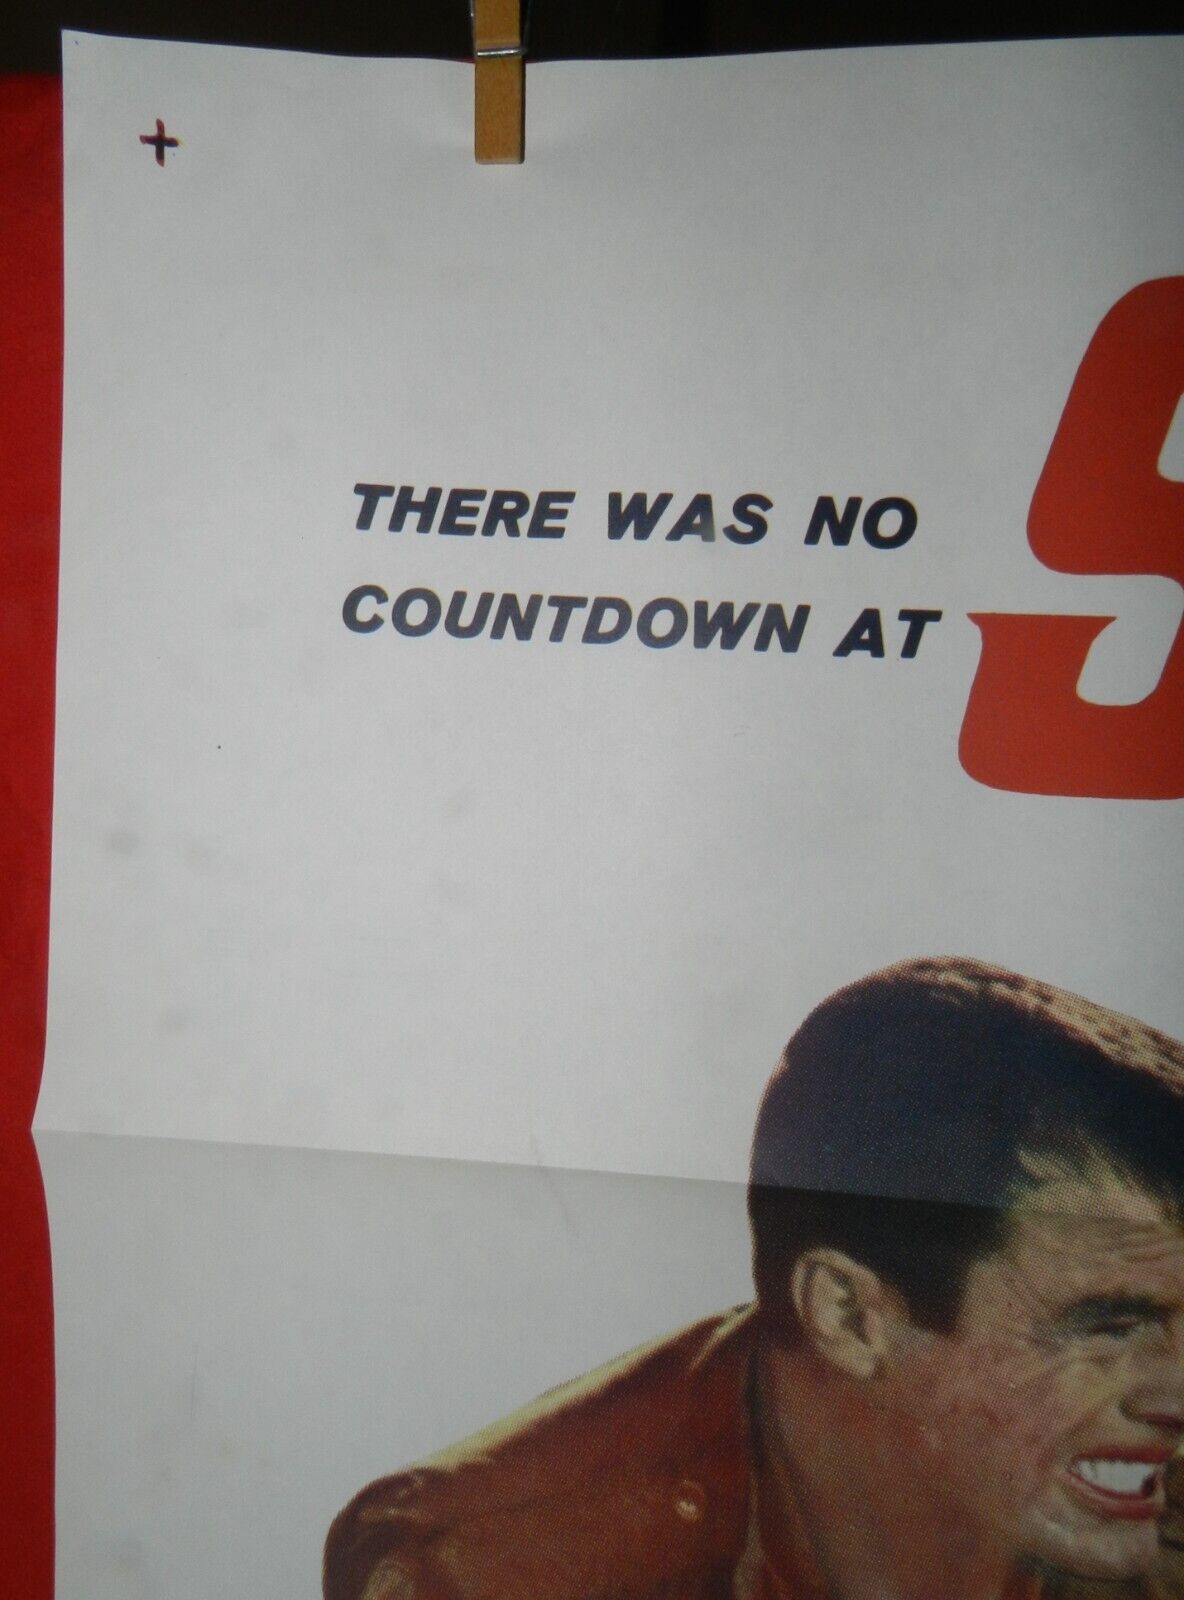 THERE WAS NO
COUNTDOWN AT
S